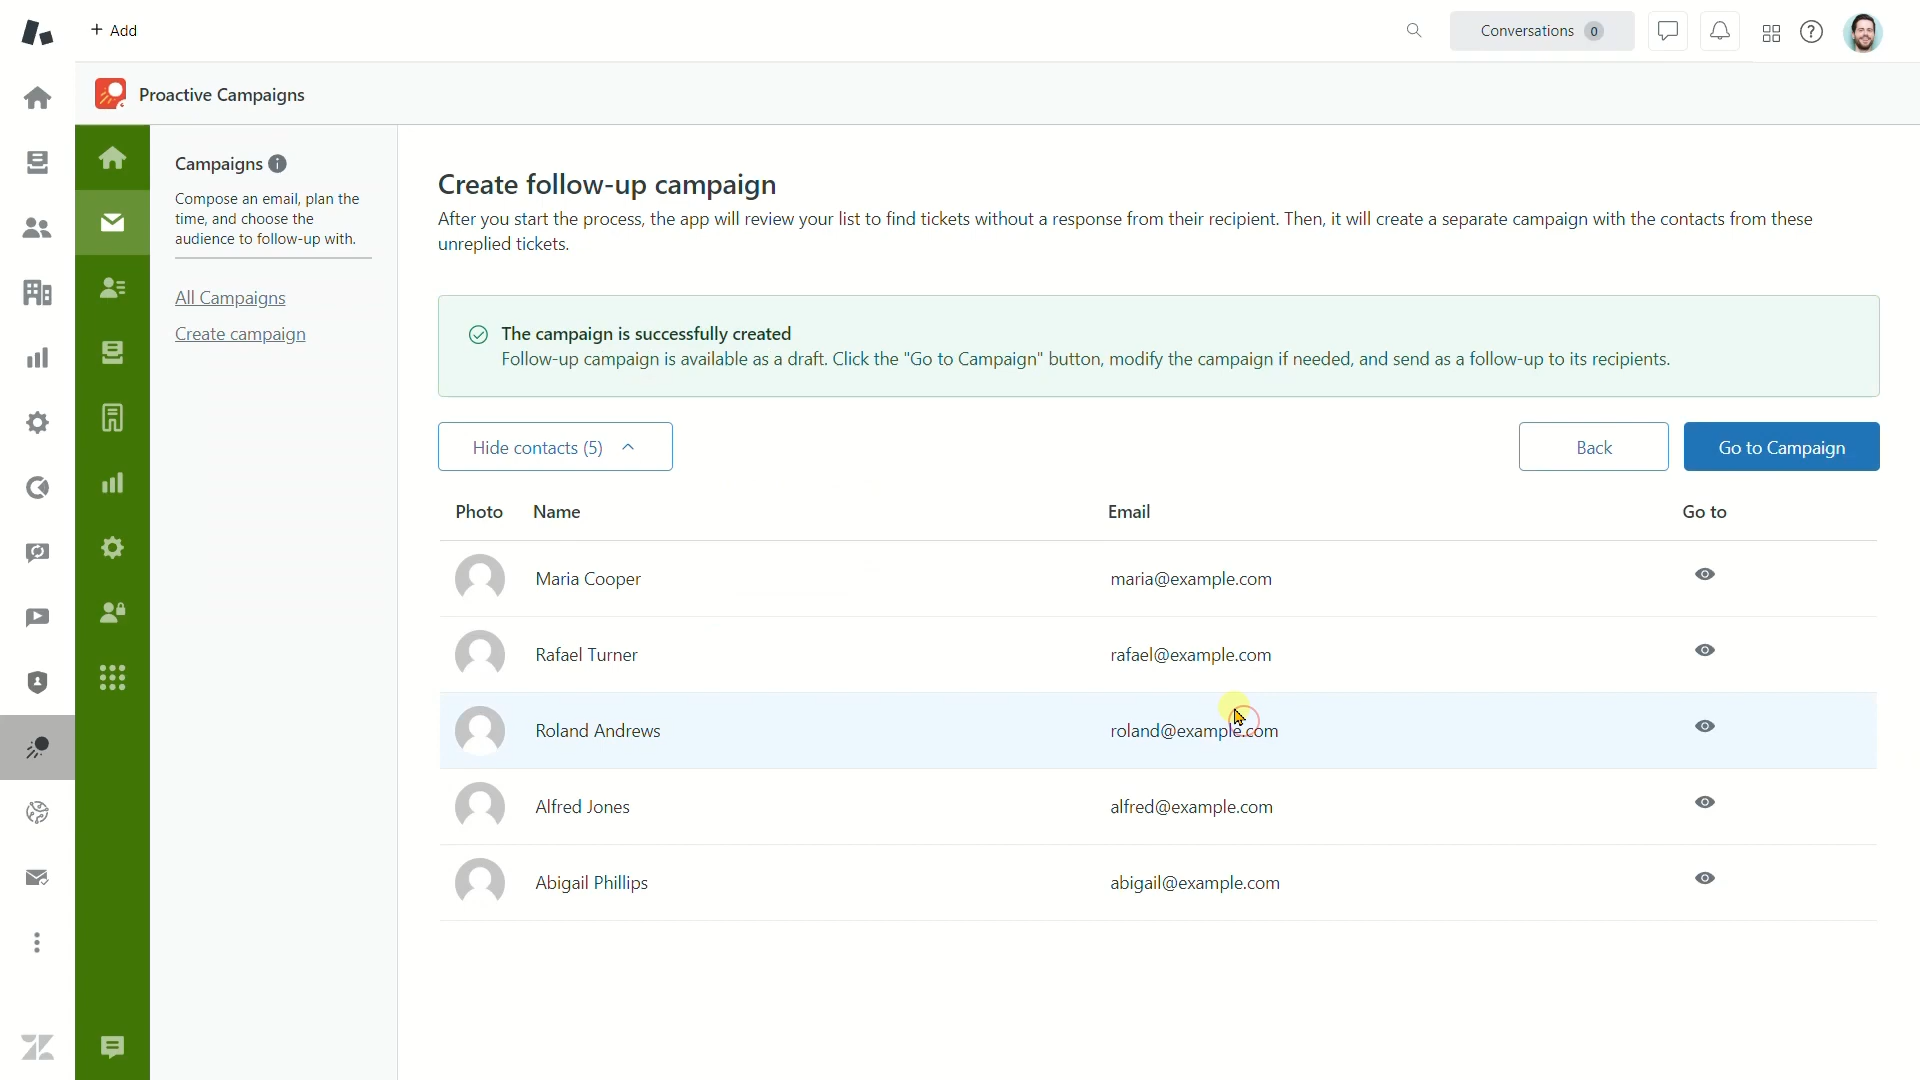 + Add
Conversations 0
Proactive Campaigns
Campaigns
Compose an email, plan the
time, and choose the
audience to follow-up with.
All Campaigns
Create campaign
Create follow-up campaign
After you start the process, the app will review your list to find tickets without a response from their recipient. Then, it will create a separate campaign with the contacts from these
unreplied tickets.
The campaign is successfully created
Follow-up campaign is available as a draft. Click the "Go to Campaign" button, modify the campaign if needed, and send as a follow-up to its recipients.
Hide contacts (5)
Back
Go to Campaign
Photo Name Email Go to
Maria Cooper maria@example.com
Rafael Turner rafael@example.com
Roland Andrews roland@example.com
Alfred Jones alfred@example.com
Abigail Phillips abigail@example.com